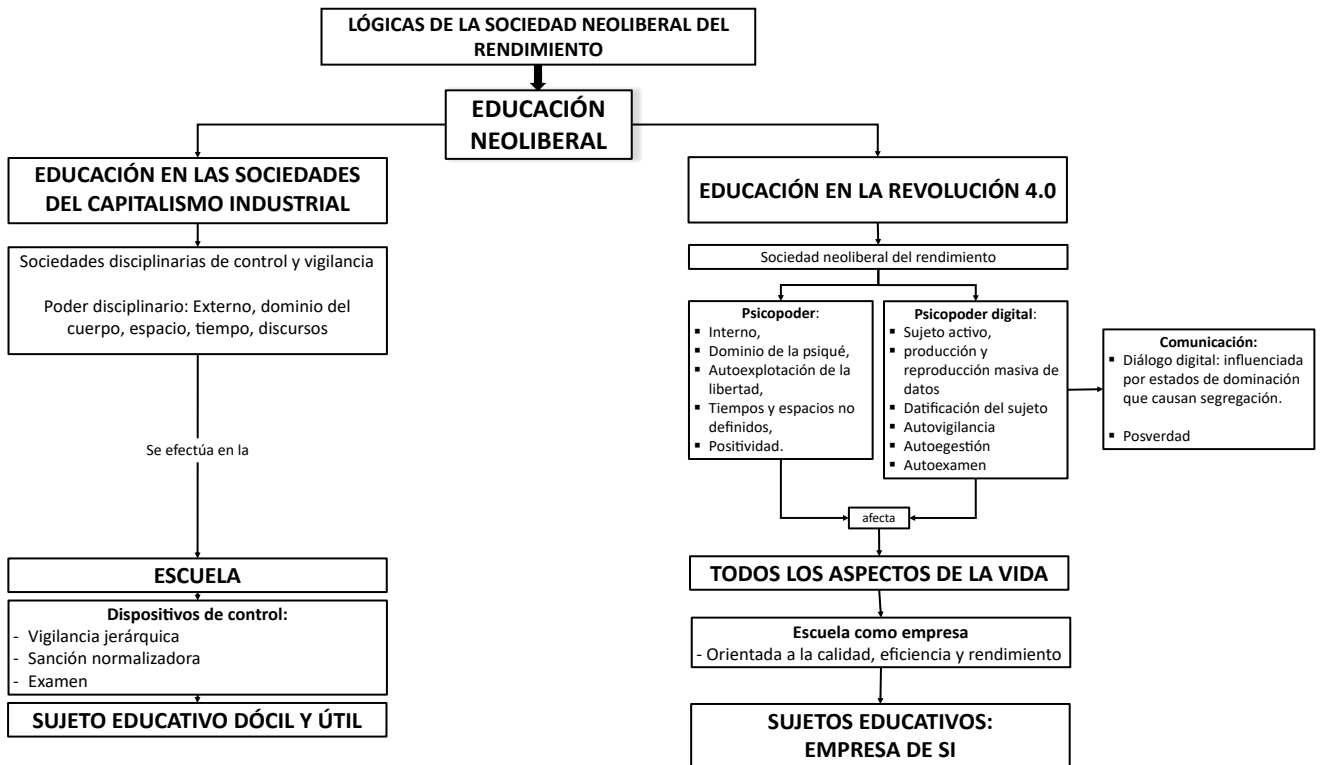 LÓGICAS DE LA SOCIEDAD NEOLIBERAL DEL
RENDIMIENTO
EDUCACIÓN
NEOLIBERAL
EDUCACIÓN EN LAS SOCIEDADES
DEL CAPITALISMO INDUSTRIAL
Sociedades disciplinarias de control y vigilancia
Poder disciplinario: Externo, dominio del
cuerpo, espacio, tiempo, discursos
Se efectúa en la
ESCUELA
Dispositivos de control:
- Vigilancia jerárquica
- Sanción normalizadora
- Examen
SUJETO EDUCATIVO DÓCIL Y ÚTIL
EDUCACIÓN EN LA REVOLUCIÓN 4.0
Sociedad neoliberal del rendimiento
Psicopoder:
▪ Interno,
▪ Dominio de la psiqué,
▪ Autoexplotación de la
libertad,
▪ Tiempos y espacios no
definidos,
▪ Positividad.
Psicopoder digital:
▪ Sujeto activo,
▪ producción y
reproducción masiva de
datos
▪ Datificación del sujeto
▪ Autovigilancia
▪ Autoegestión
▪ Autoexamen
Comunicación:
▪ Diálogo digital: influenciada
por estados de dominación
que causan segregación.
▪ Posverdad
afecta
TODOS LOS ASPECTOS DE LA VIDA
Escuela como empresa
- Orientada a la calidad, eficiencia y rendimiento
SUJETOS EDUCATIVOS:
EMPRESA DE SI